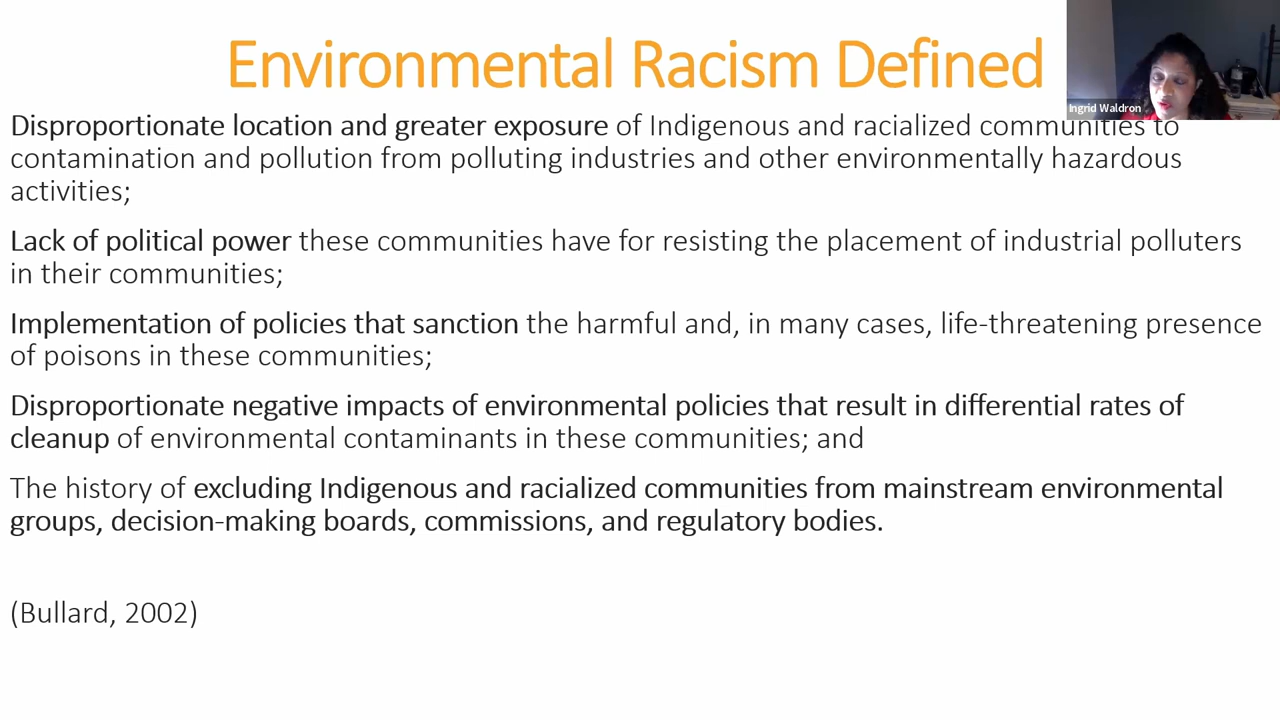 Environmental Racism Defined
Ingrid Waldron
Disproportionate location and greater exposure of Indigenous and racialized communities to
contamination and pollution from polluting industries and other environmentally hazardous
activities;
Lack of political power these communities have for resisting the placement of industrial polluters
in their communities;
Implementation of policies that sanction the harmful and, in many cases, life-threatening presence
of poisons in these communities;
Disproportionate negative impacts of environmental policies that result in differential rates of
cleanup of environmental contaminants in these communities; and
The history of excluding Indigenous and racialized communities from mainstream environmental
groups, decision-making boards, commissions, and regulatory bodies.
(Bullard, 2002)